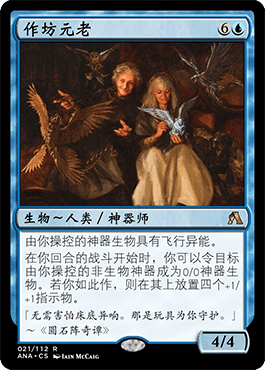 作坊元老 6
生物~人类/神器师
由你操控的神器生物具有飞行异能。
在你回合的战斗开始时,你可以令目标
由你操控的非生物神器成为0/0神器生
物。若你如此作,则在其上放置四个+1/
+1指示物。
「无需害怕床底异响。那是玩具为你守护。」
~《圆石阵奇谭》
021/112 R
ANA • CS Iain McCaig
4/4